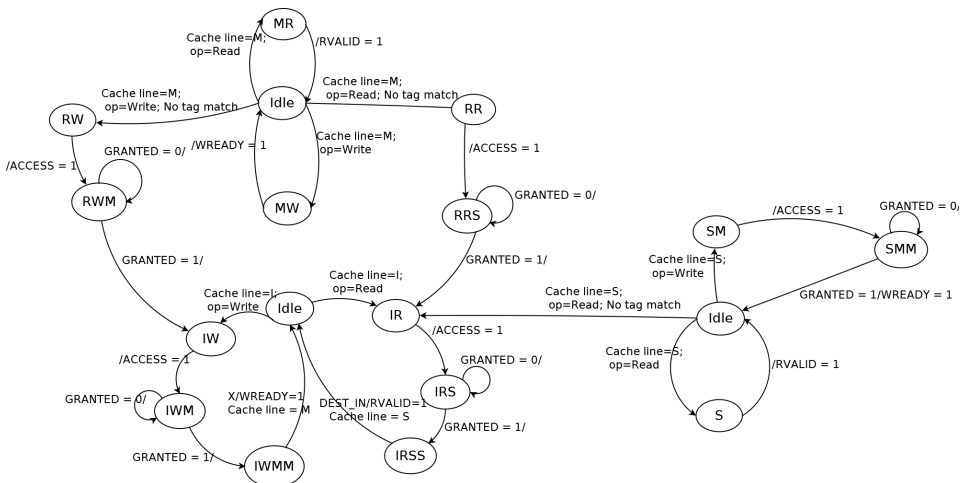 MR
Cache line=M;
op=Read
/RVALID = 1
Cache line=M;
op=Write; No tag match
Idle
Cache line=M;
op=Read; No tag match
RR
RW
/WREADY = 1
Cache line=M;
op=Write
/ACCESS = 1
GRANTED = 0/
/ACCESS = 1
RWM
MW
RRS
GRANTED = 0/
SM
/ACCESS = 1
GRANTED = 0/
SMM
GRANTED = 1/
GRANTED = 1/
Cache line=S;
op=Write
GRANTED = 1/WREADY = 1
Cache line=I;
op=Write
Idle
Cache line=I;
op=Read
IR
Cache line=S;
op=Read; No tag match
Idle
IW
/ACCESS = 1
/ACCESS = 1
GRANTED = 0/
Cache line=S;
op=Read
/RVALID = 1
GRANTED = 0/
IWM
X/WREADY=1
Cache line = M
DEST_IN/RVALID=1
Cache line = S
IRS
S
GRANTED = 1/
GRANTED = 1/
IWMM
IRSS